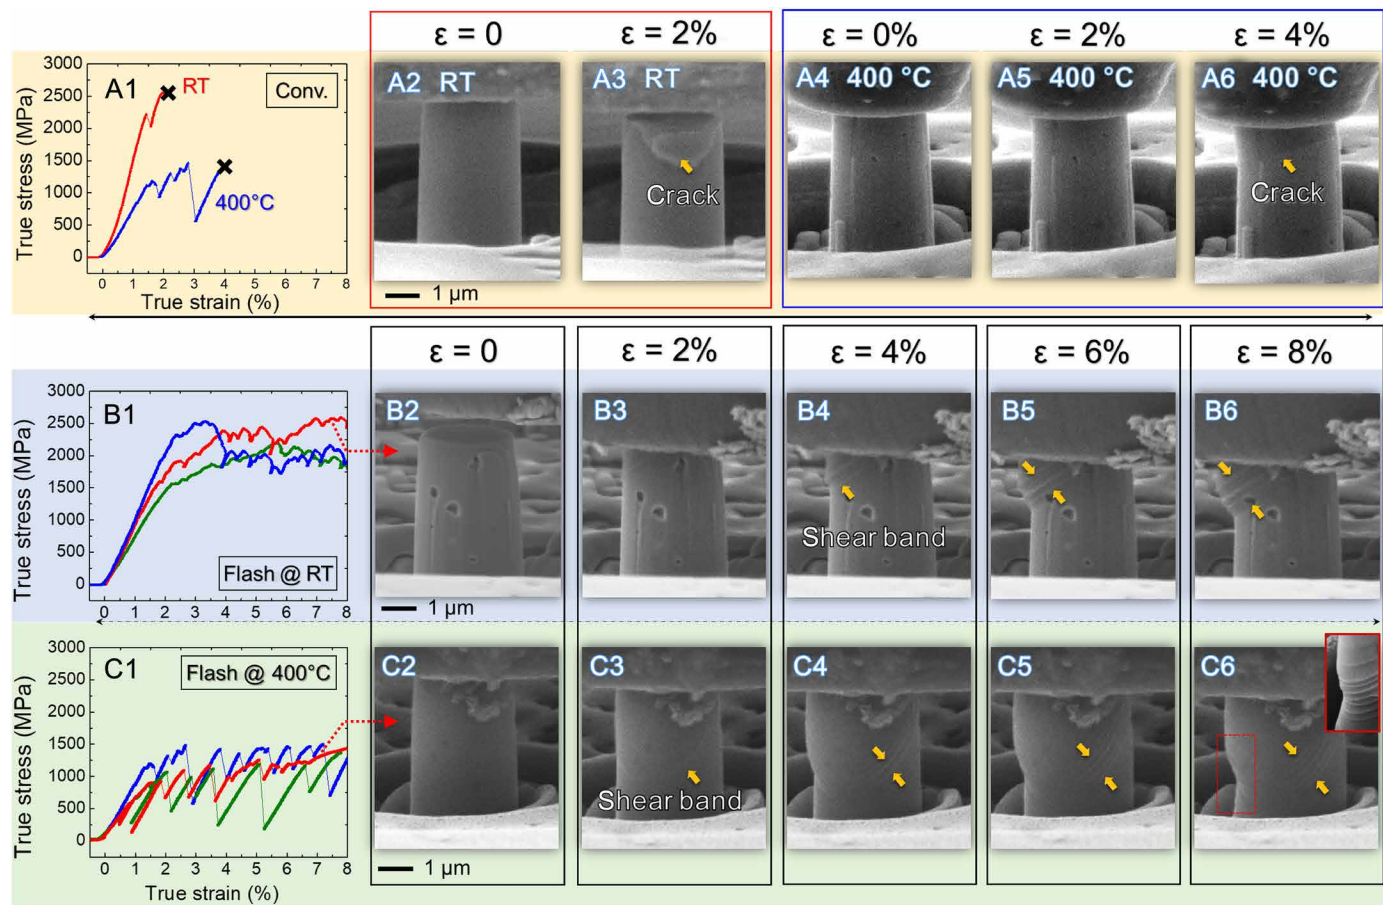 ε = 0 ε = 2% ε = 0% ε = 2% ε = 4%
A1 Conv. RT 400°C
True stress (MPa)
3000
2500
2000
1500
1000
500
0
0 1 2 3 4 5 6 7 8
True strain (%)
A2 RT
A3 RT
Crack
A4 400 °C
A5 400 °C
A6 400 °C
Crack
1 µm
ε = 0 ε = 2% ε = 4% ε = 6% ε = 8%
B1
Flash @ RT
True stress (MPa)
3000
2500
2000
1500
1000
500
0
0 1 2 3 4 5 6 7 8
B2
B3
B4
Shear band
B5
B6
1 µm
C1
Flash @ 400°C
True stress (MPa)
3000
2500
2000
1500
1000
500
0
0 1 2 3 4 5 6 7 8
True strain (%)
C2
C3
Shear band
C4
C5
C6
1 µm